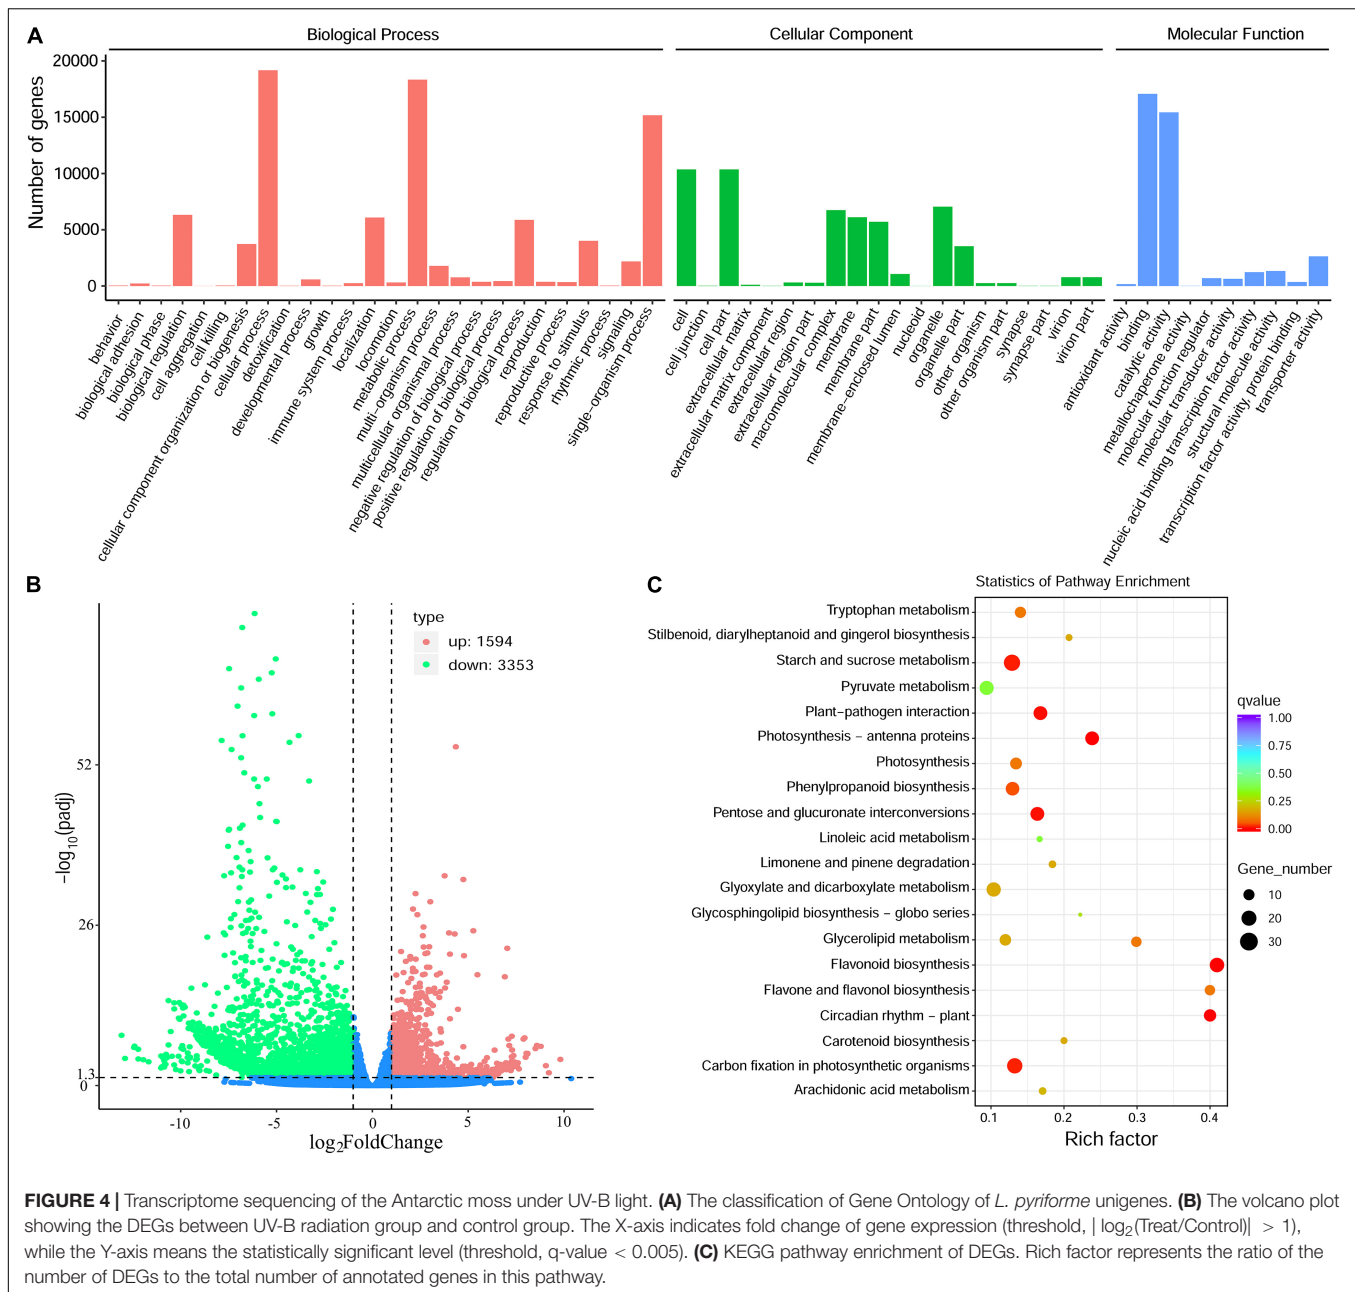 A
Biological Process
Cellular Component
Molecular Function
Number of genes
20000
15000
10000
5000
0
behavior
biological adhesion
biological phase
biological regulation
cell aggregation
cell killing
cellular component organization or biogenesis
cellular process
detoxification
developmental process
growth
immune system process
localization
locomotion
metabolic process
multi−organism process
multicellular organismal process
negative regulation of biological process
positive regulation of biological process
regulation of biological process
reproduction
reproductive process
response to stimulus
rhythmic process
signaling
single−organism process
cell
cell junction
cell part
extracellular matrix
extracellular matrix component
extracellular region
extracellular region part
macromolecular complex
membrane
membrane part
membrane−enclosed lumen
nucleoid
organelle
organelle part
other organism
other organism part
synapse
synapse part
virion
virion part
antioxidant activity
binding
catalytic activity
metallochaperone activity
molecular function regulator
molecular transducer activity
nucleic acid binding transcription factor activity
structural molecule activity
transcription factor activity protein binding
transporter activity
B
type
up: 1594
down: 3353
−log10(padj)
52
26
1.3
0
-10
-5
0
5
10
log2FoldChange
C
Statistics of Pathway Enrichment
Tryptophan metabolism
Stilbenoid, diarylheptanoid and gingerol biosynthesis
Starch and sucrose metabolism
Pyruvate metabolism
Plant−pathogen interaction
Photosynthesis − antenna proteins
Photosynthesis
Phenylpropanoid biosynthesis
Pentose and glucuronate interconversions
Linoleic acid metabolism
Limonene and pinene degradation
Glyoxylate and dicarboxylate metabolism
Glycosphingolipid biosynthesis − globo series
Glycerolipid metabolism
Flavonoid biosynthesis
Flavone and flavonol biosynthesis
Circadian rhythm − plant
Carotenoid biosynthesis
Carbon fixation in photosynthetic organisms
Arachidonic acid metabolism
0.1
0.2
0.3
0.4
Rich factor
qvalue
1.00
0.75
0.50
0.25
0.00
Gene_number
10
20
30
FIGURE 4 | Transcriptome sequencing of the Antarctic moss under UV-B light. (A) The classification of Gene Ontology of L. pyriforme unigenes. (B) The volcano plot
showing the DEGs between UV-B radiation group and control group. The X-axis indicates fold change of gene expression (threshold, | log2(Treat/Control)| > 1),
while the Y-axis means the statistically significant level (threshold, q-value < 0.005). (C) KEGG pathway enrichment of DEGs. Rich factor represents the ratio of the
number of DEGs to the total number of annotated genes in this pathway.